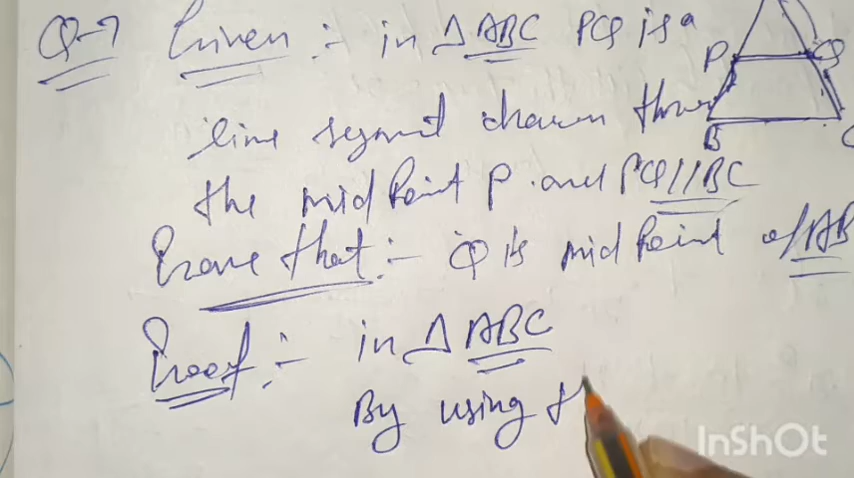 Q-7 Given :- in △ ABC PQ is a
line segment drawn throu
the mid Point P and PQ//BC
Prove that :- Q is mid Point of AB
Proof :- in △ ABC
By using t
P Q
B C
InShOt